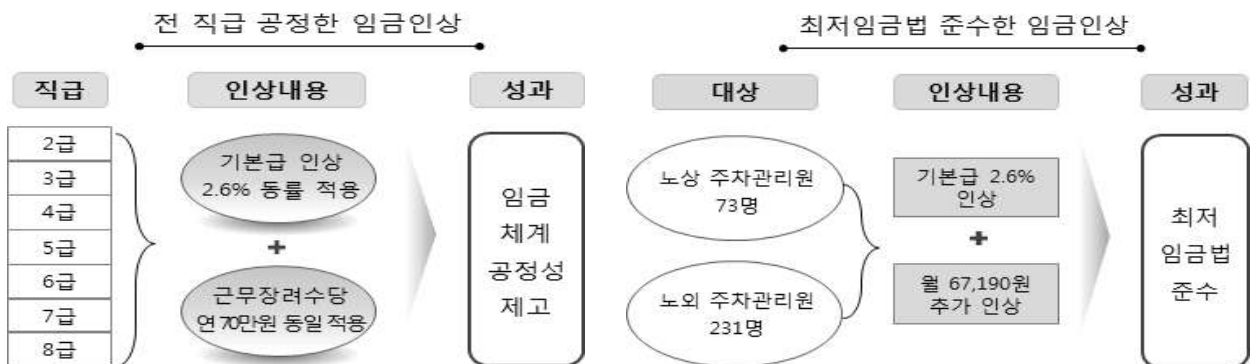 전 직급 공정한 임금인상
직급
인상내용
성과
2급
3급
4급
5급
6급
7급
8급
기본급 인상
2.6% 동률 적용
+
근무장려수당
연70만원 동일적용
임금
체계
공정성
제고
최저임금법 준수한 임금인상
대상
인상내용
성과
노상 주차관리원
73명
노외 주차관리원
231명
기본급 2.6%
인상
+
월 67,190원
추가 인상
최저
임금법
준수